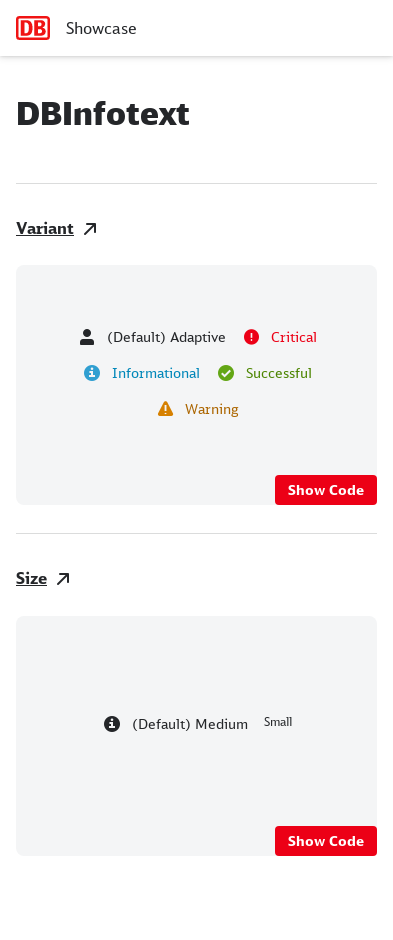 DB Showcase
DBInfotext
Variant
(Default) Adaptive Critical
Informational Successful
Warning
Show Code
Size
(Default) Medium Small
Show Code